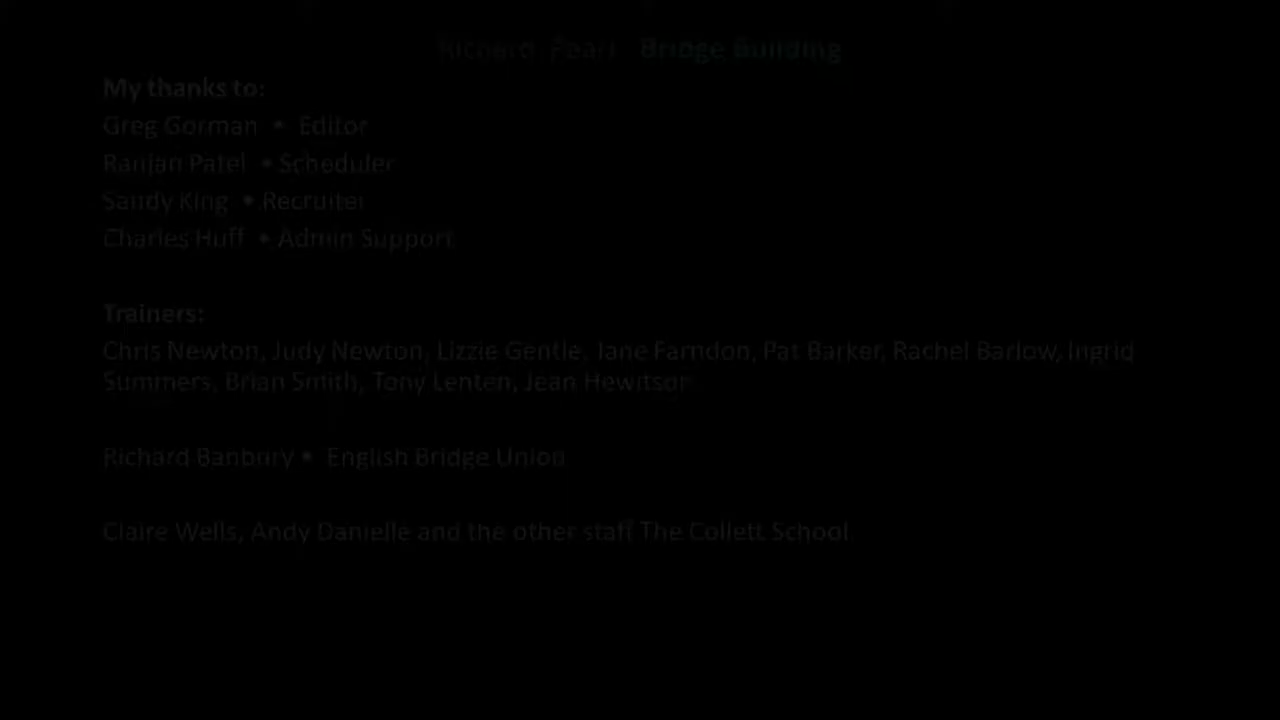 Richard Pearl Bridge Building
My thanks to:
Greg Gorman • Editor
Ranjan Patel • Scheduler
Sandy King • Recruiter
Charles Huff • Admin Support
Trainers:
Chris Newton, Judy Newton, Lizzie Gentle, Jane Farndon, Pat Barker, Rachel Barlow, Ingrid
Summers, Brian Smith, Tony Lenten, Jean Hewitson
Richard Banbury • English Bridge Union
Claire Wells, Andy Danielle and the other staff The Collett School